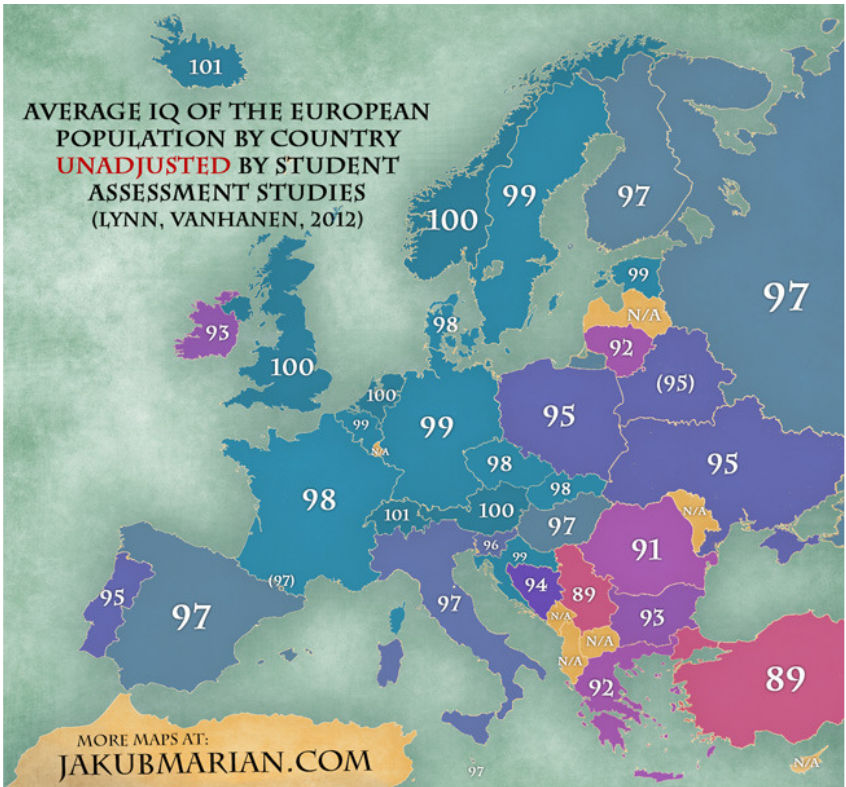 101
AVERAGE IQ OF THE EUROPEAN
POPULATION BY COUNTRY
UNADJUSTED BY STUDENT
ASSESSMENT STUDIES
(LYNN, VANHANEN, 2012)
100
99
97
99
97
N/A
93
98
92
100
100
(95)
99
N/A
99
95
95
98
98
98
101
100
97
N/A
96
99
91
(97)
94
89
95
97
97
N/A
93
N/A
N/A
92
89
MORE MAPS AT:
JAKUBMARIAN.COM
97
N/A